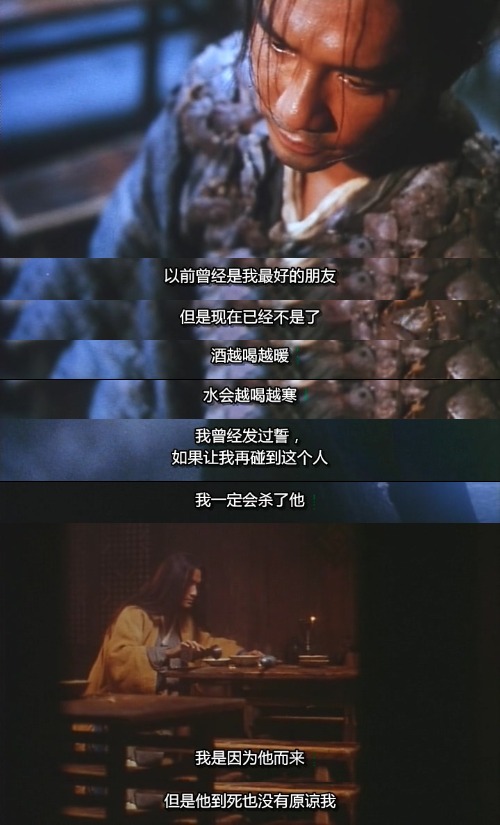 以前曾经是我最好的朋友
但是现在已经不是了
酒越喝越暖
水会越喝越寒
我曾经发过誓，
如果让我再碰到这个人
我一定会杀了他
我是因为他而来
但是他到死也没有原谅我